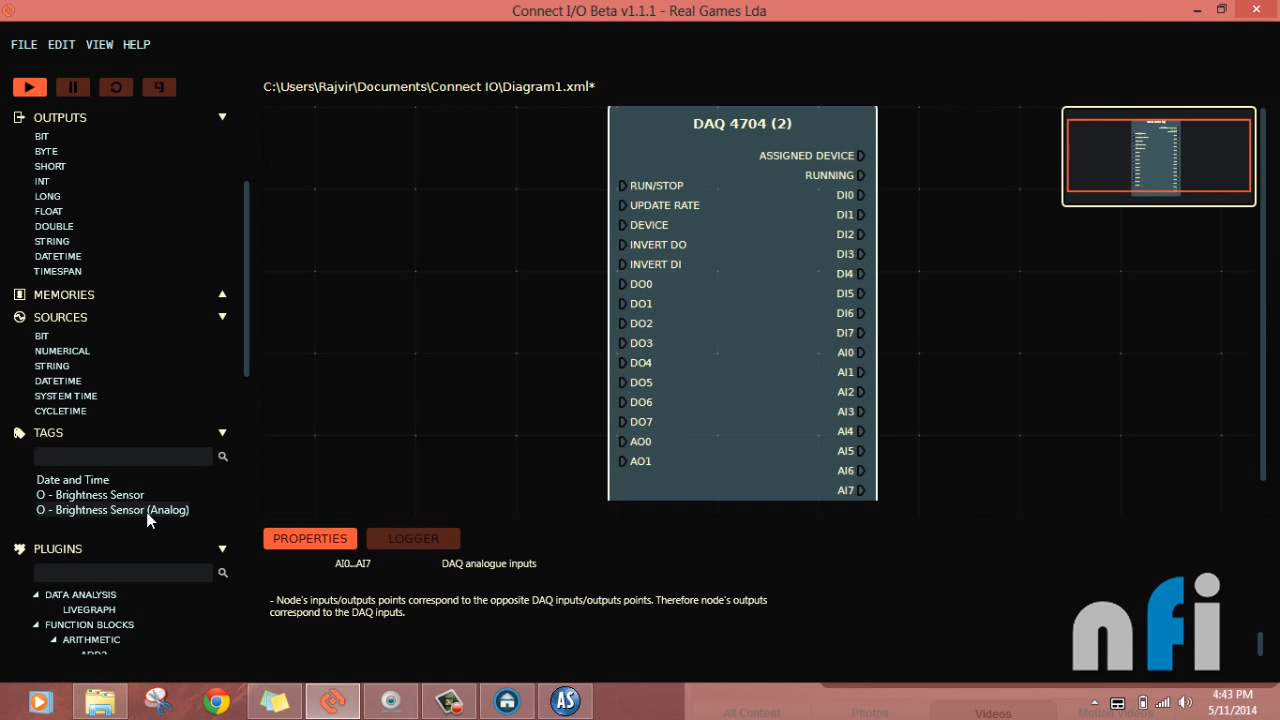 Connect I/O Beta v1.1.1 - Real Games Lda
FILE EDIT VIEW HELP
C:\Users\Rajvir\Documents\Connect IO\Diagram1.xml*
OUTPUTS
BIT
BYTE
SHORT
INT
LONG
FLOAT
DOUBLE
STRING
DATETIME
TIMESPAN
MEMORIES
SOURCES
BIT
NUMERICAL
STRING
DATETIME
SYSTEM TIME
CYCLETIME
TAGS
Date and Time
O - Brightness Sensor
O - Brightness Sensor (Analog)
PLUGINS
DATA ANALYSIS
LIVEGRAPH
FUNCTION BLOCKS
ARITHMETIC
DAQ 4704 (2)
ASSIGNED DEVICE
RUNNING
RUN/STOP
DI0
UPDATE RATE
DI1
DEVICE
DI2
INVERT DO
DI3
INVERT DI
DI4
DO0
DI5
DO1
DI6
DO2
DI7
DO3
AI0
DO4
AI1
DO5
AI2
DO6
AI3
DO7
AI4
AO0
AI5
AO1
AI6
AI7
PROPERTIES LOGGER
AI0...AI7 DAQ analogue inputs
- Node's inputs/outputs points correspond to the opposite DAQ inputs/outputs points. Therefore node's outputs
correspond to the DAQ inputs.
nfi
AS
4:43 PM
5/11/2014
All Content Photos Videos